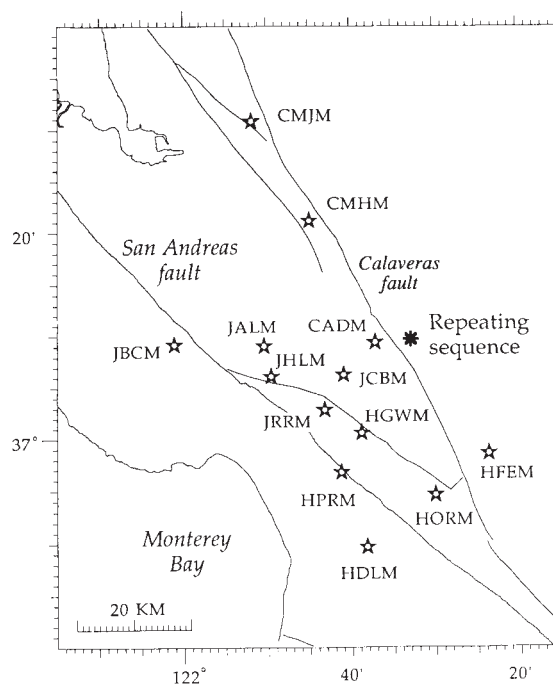 CMJM
CMHM
20'
San Andreas
fault
Calaveras
fault
JALM
CADM
Repeating
sequence
JBCM
JHLM
JCBM
JRRM
HGWM
37°
HFEM
HPRM
HORM
Monterey
Bay
HDLM
20 KM
122°
40'
20'